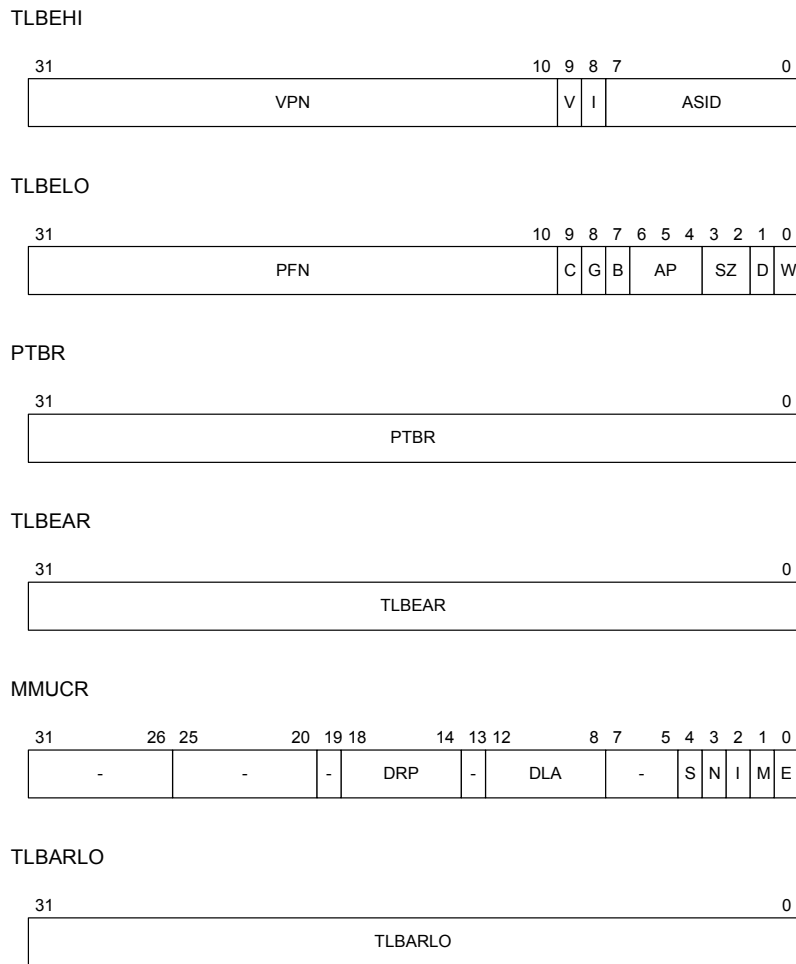 TLBEHI
31 10 9 8 7 0
VPN V I ASID
TLBELO
31 10 9 8 7 6 5 4 3 2 1 0
PFN C G B AP SZ D W
PTBR
31 0
PTBR
TLBEAR
31 0
TLBEAR
MMUCR
31 26 25 20 19 18 14 13 12 8 7 5 4 3 2 1 0
- - - DRP - DLA - S N I M E
TLBARLO
31 0
TLBARLO